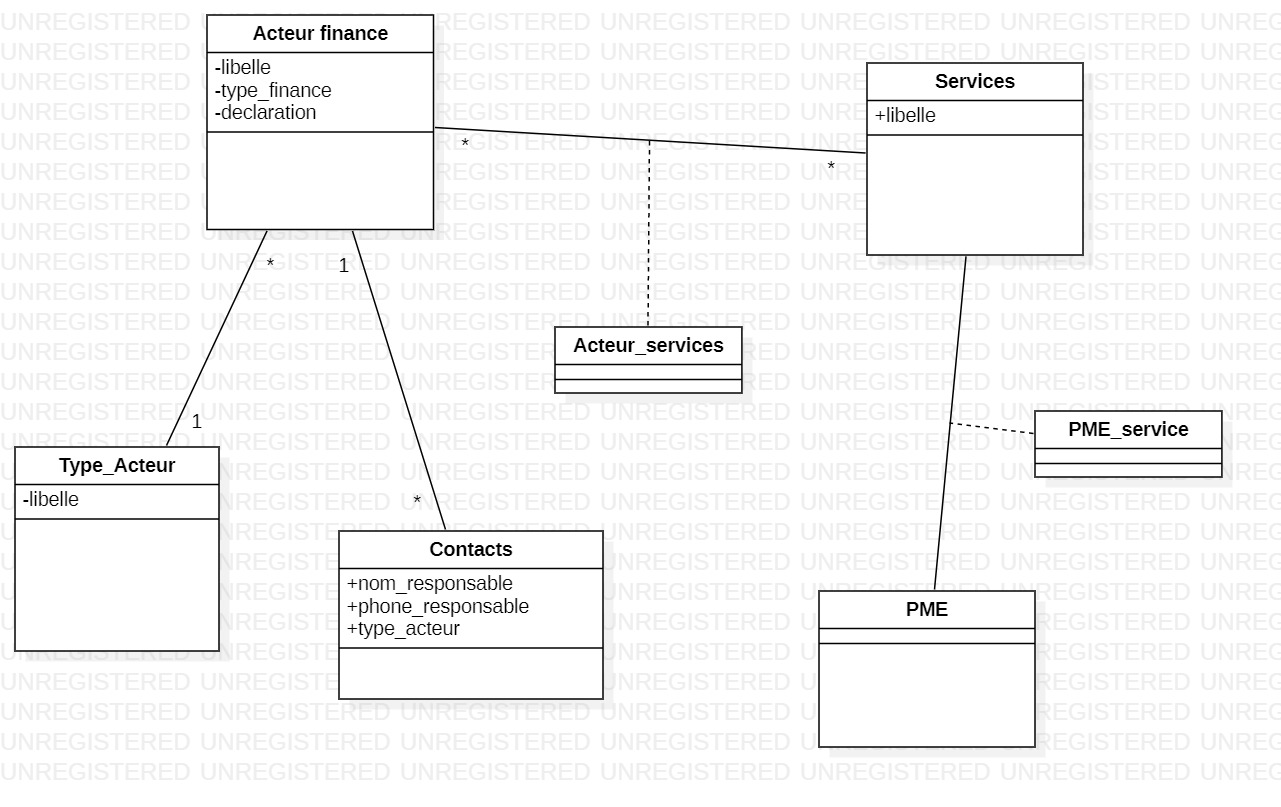 Acteur finance
-libelle
-type_finance
-declaration
*
*
Services
+libelle
*
1
Acteur_services
1
*
Type_Acteur
-libelle
PME_service
Contacts
+nom_responsable
+phone_responsable
+type_acteur
PME
UNREGISTERED